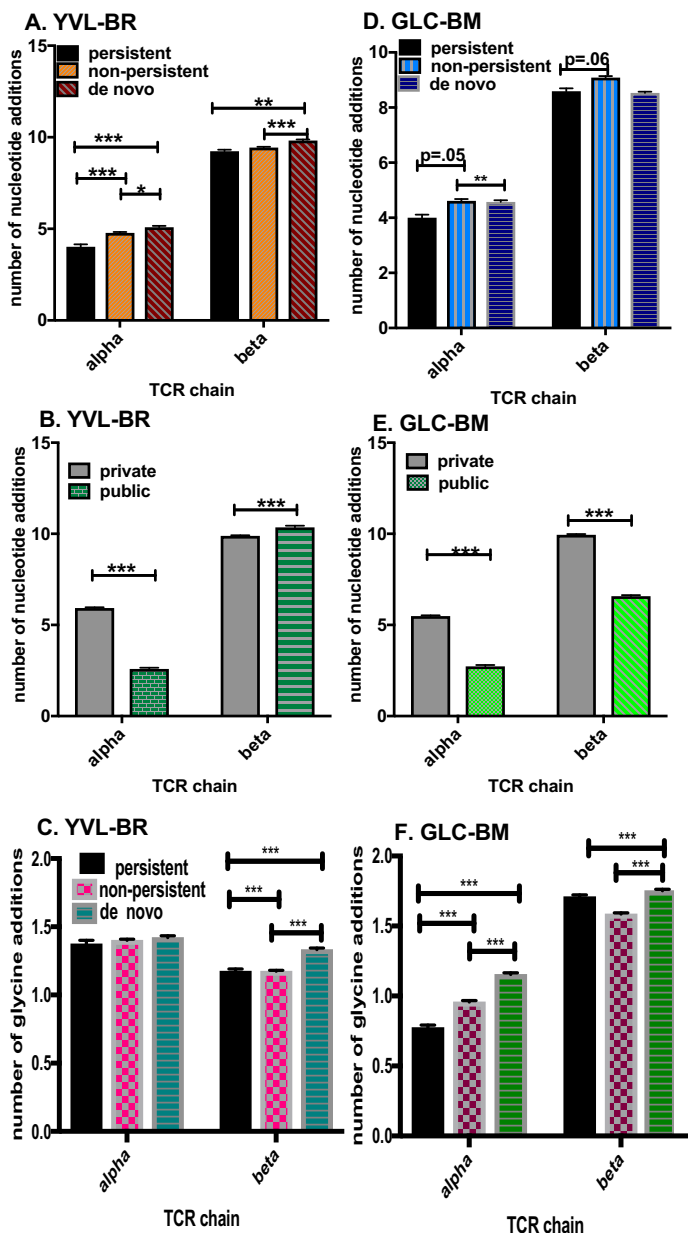 A. YVL-BR
15
10
5
0
number of nucleotide additions
persistent
non-persistent
de novo
***
***
*
**
***
alpha
beta
TCR chain
D. GLC-BM
10
8
6
4
2
0
number of nucleotide additions
persistent
non-persistent
de novo
p=.05
**
p=.06
alpha
beta
TCR chain
B. YVL-BR
15
10
5
0
number of nucleotide additions
private
public
***
***
alpha
beta
TCR chain
E. GLC-BM
15
10
5
0
number of nucleotide additions
private
public
***
***
alpha
beta
TCR chain
C. YVL-BR
2.0
1.5
1.0
0.5
0.0
number of glycine additions
persistent
non-persistent
de novo
***
***
***
alpha
beta
TCR chain
F. GLC-BM
2.0
1.5
1.0
0.5
0.0
number of glycine additions
***
***
***
***
***
alpha
beta
TCR chain